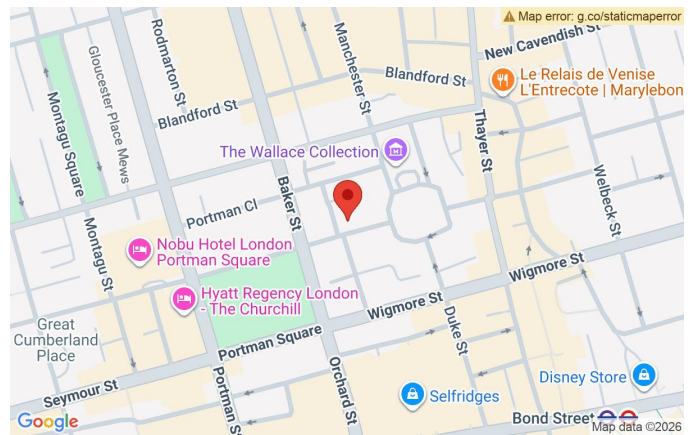 Map error: g.co/staticmaperror
New Cavendish St
Rodmarton St
Manchester St
Gloucester Place Mews
Blandford St
Le Relais de Venise
L'Entrecote | Marylebon
Montagu Square
Blandford St
Thayer St
The Wallace Collection
Baker St
Welbeck St
Portman Cl
Montagu St
Nobu Hotel London
Portman Square
Wigmore St
Hyatt Regency London
- The Churchill
Wigmore St
Great
Cumberland
Place
Duke St
Portman Square
Orchard St
Disney Store
Seymour St
Portman St
Selfridges
Bond Street
Google
Map data ©2026